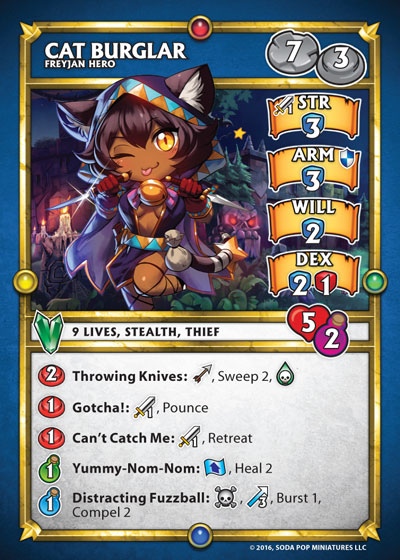 CAT BURGLAR
FREYJAN HERO
7 3
STR
3
ARM
3
WILL
2
DEX
2 1
5
2
9 LIVES, STEALTH, THIEF
2 Throwing Knives: , Sweep 2,
1 Gotcha!: , Pounce
1 Can't Catch Me: , Retreat
1 Yummy-Nom-Nom: , Heal 2
1 Distracting Fuzzball: , 3, Burst 1,
Compel 2
© 2016, SODA POP MINIATURES LLC